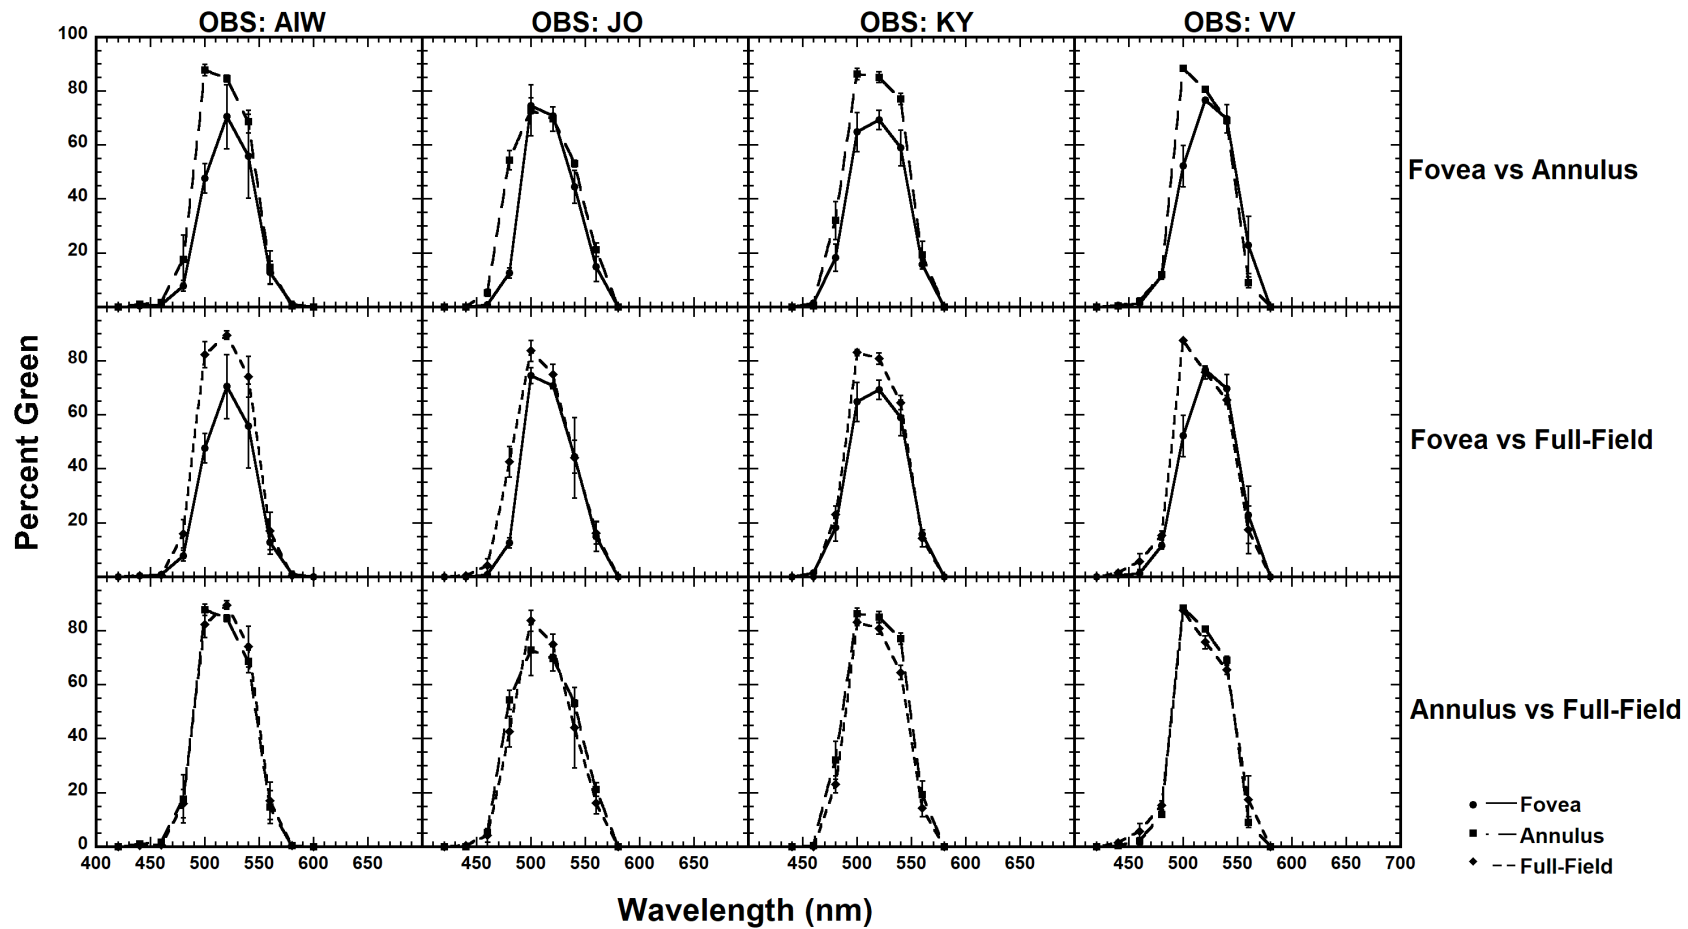 OBS: AIW OBS: JO OBS: KY OBS: VV
100
80
60
40
20
Fovea vs Annulus
80
60
40
20
Fovea vs Full-Field
Percent Green
80
60
40
20
0
Annulus vs Full-Field
400 450 500 550 600 650 450 500 550 600 650 450 500 550 600 650 450 500 550 600 650 700
Wavelength (nm)
Fovea
Annulus
Full-Field